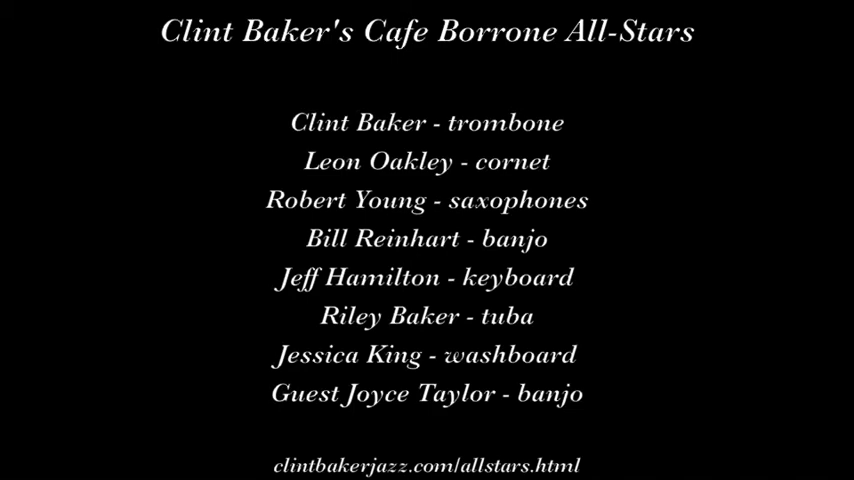 Clint Baker's Cafe Borrone All-Stars
Clint Baker - trombone
Leon Oakley - cornet
Robert Young - saxophones
Bill Reinhart - banjo
Jeff Hamilton - keyboard
Riley Baker - tuba
Jessica King - washboard
Guest Joyce Taylor - banjo
clintbakerjazz.com/allstars.html